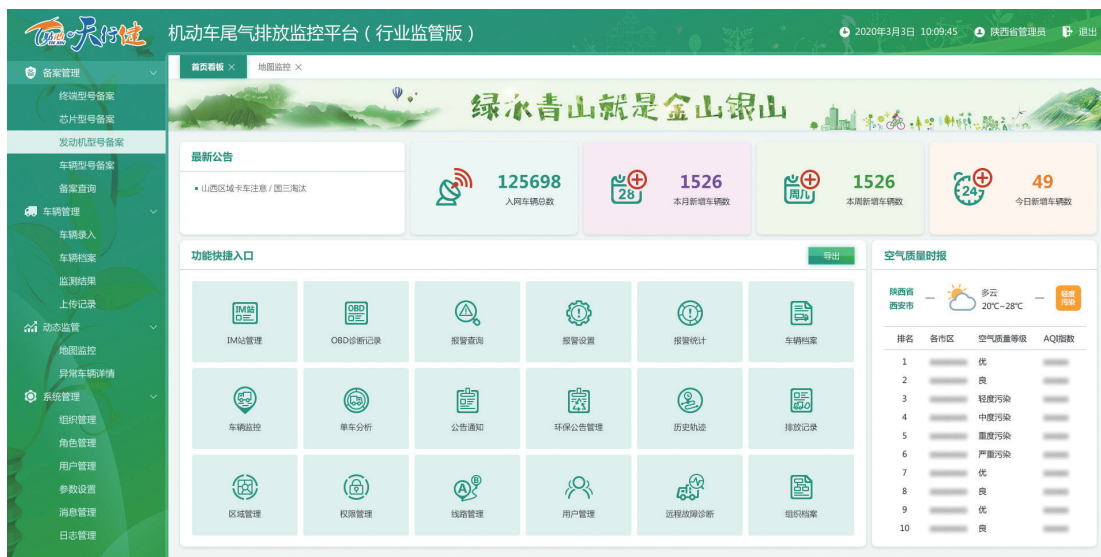 天行健
机动车尾气排放监控平台（行业监管版）
2020年3月3日 10:09:45
陕西省管理员
退出
备案管理
终端型号备案
芯片型号备案
发动机型号备案
车辆型号备案
备案查询
车辆管理
车辆录入
车辆档案
监测结果
上传记录
动态监管
地图监控
异常车辆详情
系统管理
组织管理
角色管理
用户管理
参数设置
消息管理
日志管理
首页看板 ×
地图监控 ×
绿水青山就是金山银山
最新公告
▪ 山西区域卡车注意 / 国三淘汰
125698
入网车辆总数
28
1526
本月新增车辆数
周几
1526
本周新增车辆数
24
49
今日新增车辆数
功能快捷入口
导出
IM站
IM站管理
OBD
OBD诊断记录
报警查询
报警设置
报警统计
车辆档案
车辆监控
单车分析
公告通知
环保公告管理
历史轨迹
排放记录
区域管理
权限管理
A B
线路管理
用户管理
远程故障诊断
组织档案
空气质量时报
陕西省
西安市
多云
20℃~28℃
轻度
污染
排名 各市区 空气质量等级 AQI指数
1 优
2 良
3 轻度污染
4 中度污染
5 重度污染
6 严重污染
7 优
8 良
9 优
10 良